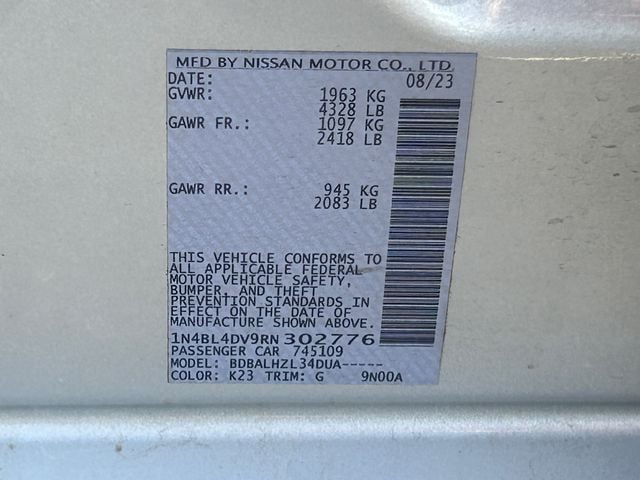 MFD BY NISSAN MOTOR CO., LTD.
DATE: 08/23
GVWR: 1963 KG
4328 LB
GAWR FR.: 1097 KG
2418 LB
GAWR RR.: 945 KG
2083 LB
THIS VEHICLE CONFORMS TO
ALL APPLICABLE FEDERAL
MOTOR VEHICLE SAFETY,
BUMPER, AND THEFT
PREVENTION STANDARDS IN
EFFECT ON THE DATE OF
MANUFACTURE SHOWN ABOVE.
1N4BL4DV9RN302776
PASSENGER CAR 745109
MODEL: BDBALHZL34DUA-----
COLOR: K23 TRIM: G 9N00A